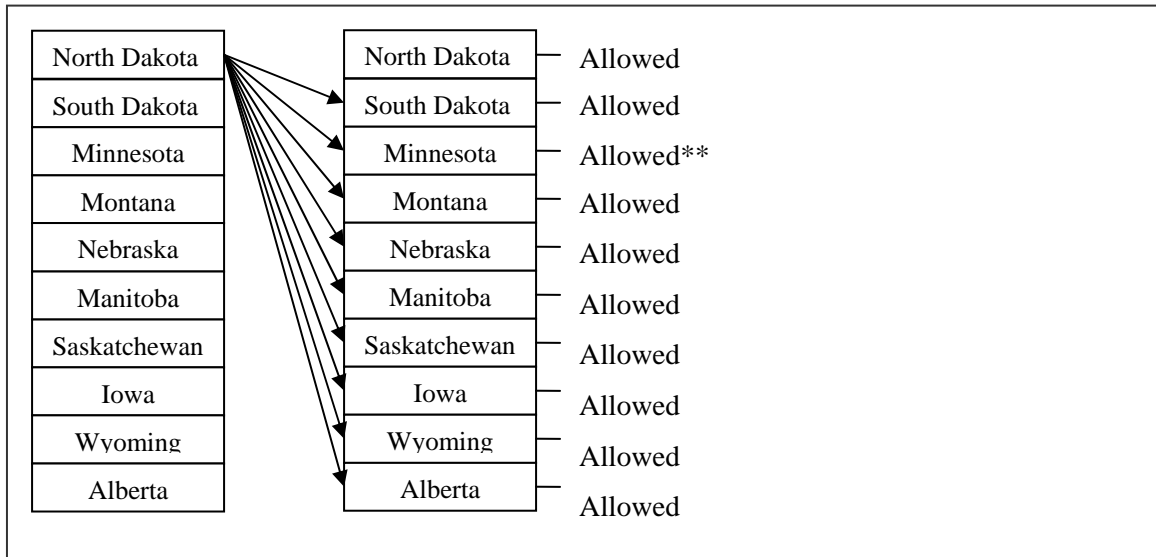 North Dakota North Dakota Allowed
South Dakota South Dakota Allowed
Minnesota Minnesota Allowed**
Montana Montana Allowed
Nebraska Nebraska Allowed
Manitoba Manitoba Allowed
Saskatchewan Saskatchewan Allowed
Iowa Iowa Allowed
Wyoming Wyoming Allowed
Alberta Alberta Allowed